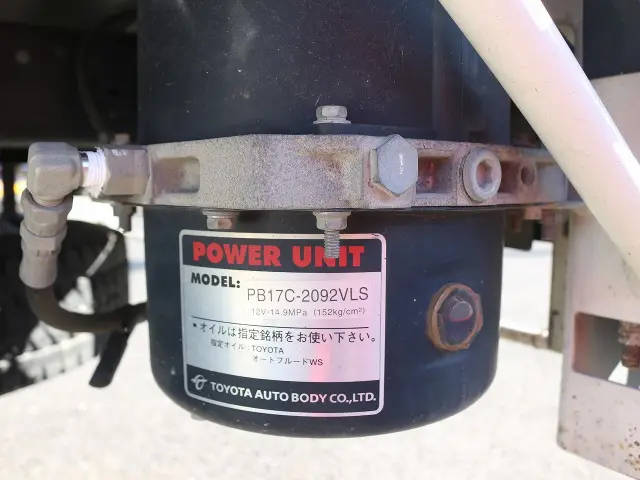 POWER UNIT
MODEL:
PB17C-2092VLS
12V-14.9MPa (152kg/cm²)
*オイルは指定銘柄をお使い下さい。
指定オイル:TOYOTA
オートフルードWS
TOYOTA AUTO BODY CO.,LTD.